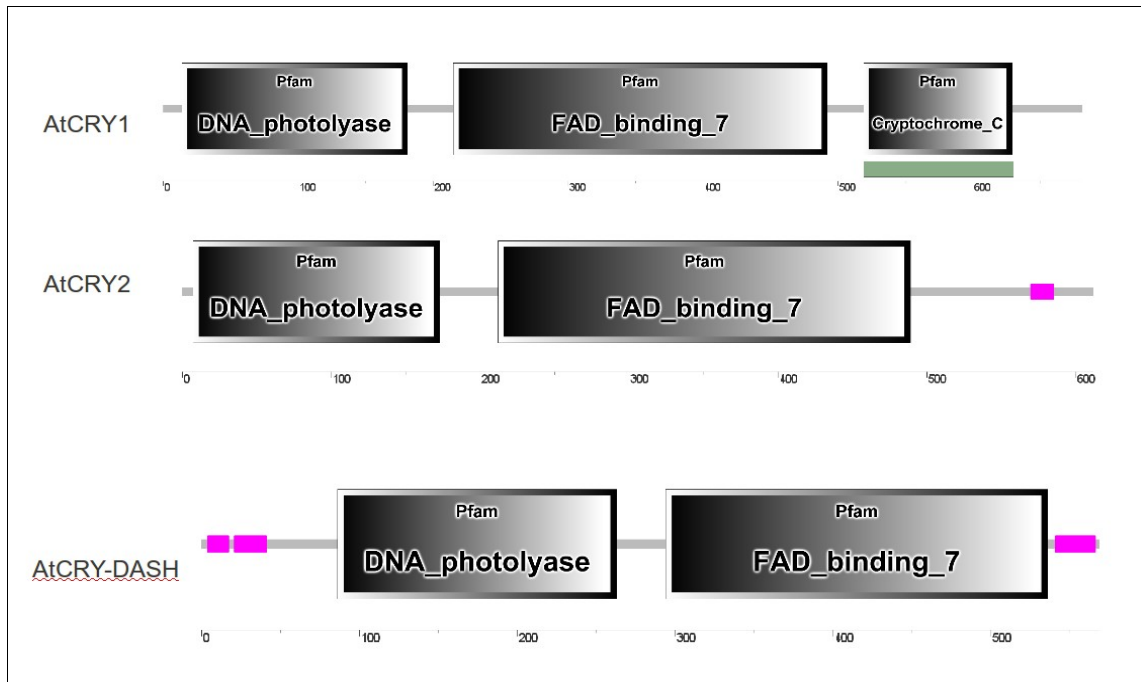 AtCRY1
Pfam
DNA_photolyase
Pfam
FAD_binding_7
Pfam
Cryptochrome_C
0 100 200 300 400 500 600
AtCRY2
Pfam
DNA_photolyase
Pfam
FAD_binding_7
0 100 200 300 400 500 600
AtCRY-DASH
Pfam
DNA_photolyase
Pfam
FAD_binding_7
0 100 200 300 400 500